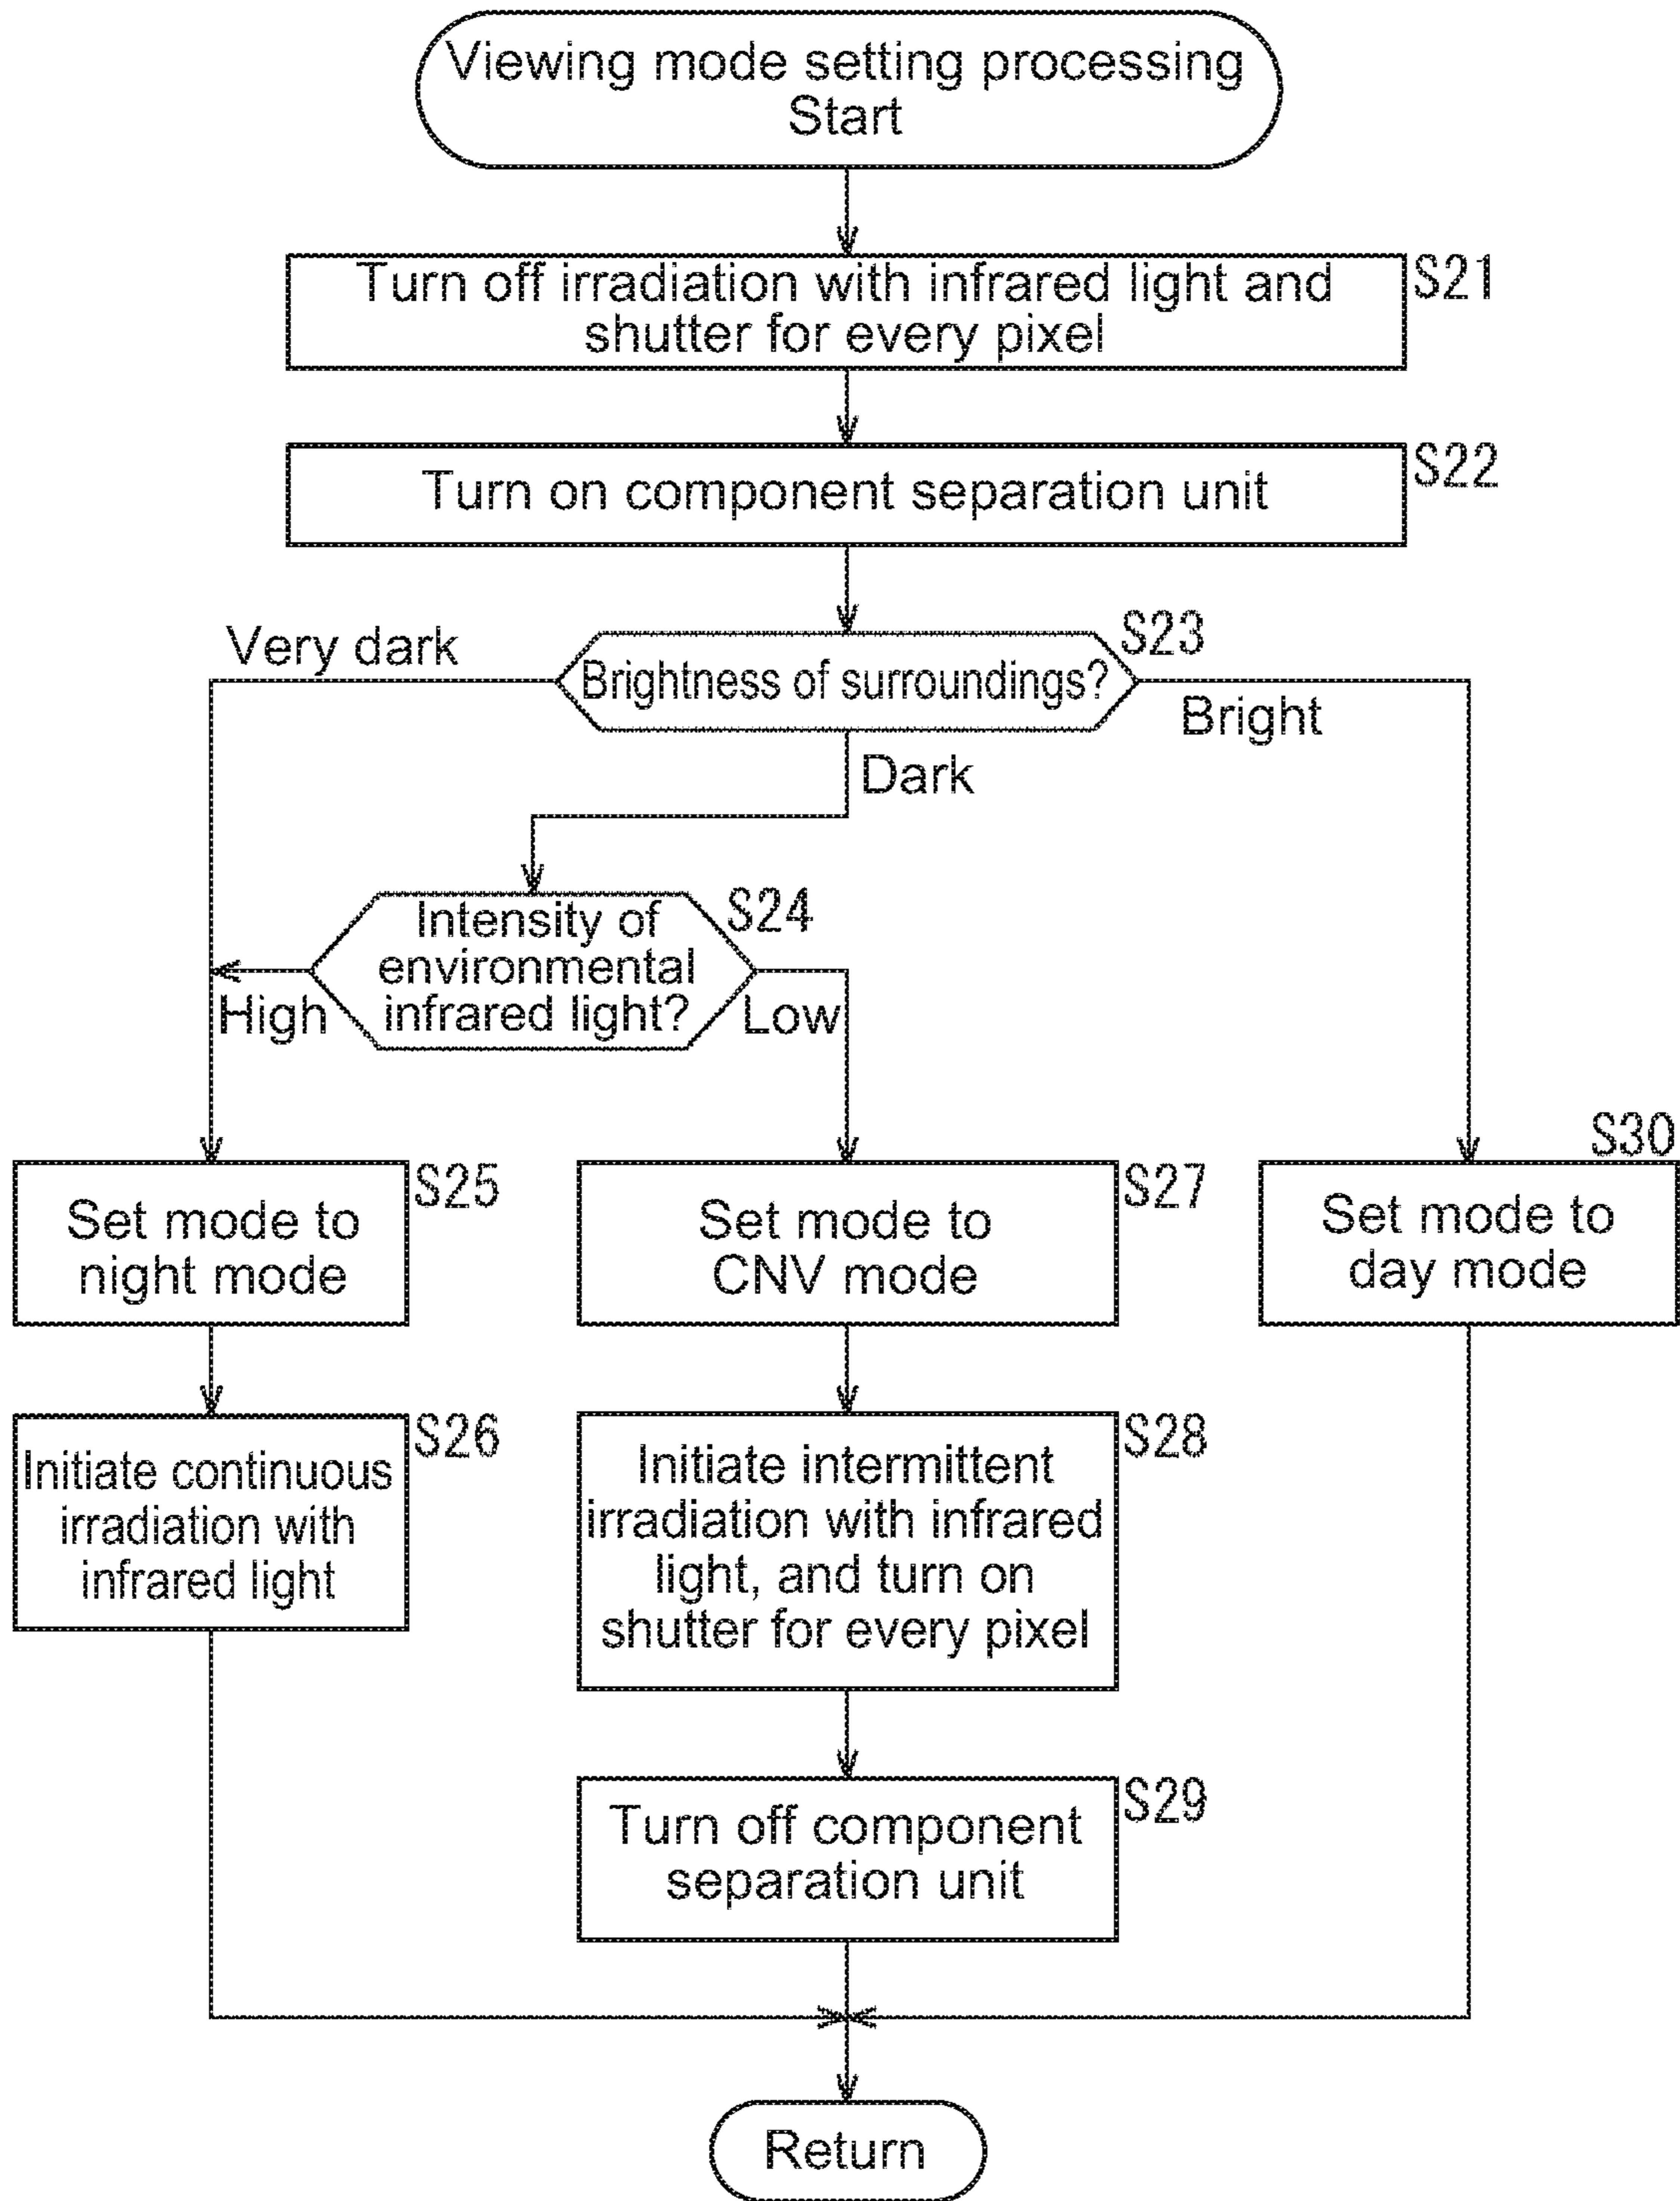 Viewing mode setting processing
Start
Turn off irradiation with infrared light and
shutter for every pixel
S21
Turn on component separation unit
S22
Very dark
Brightness of surroundings?
S23
Bright
Dark
Intensity of
environmental
infrared light?
S24
High
Low
Set mode to
night mode
S25
Set mode to
CNV mode
S27
Set mode to
day mode
S30
Initiate continuous
irradiation with
infrared light
S26
Initiate intermittent
irradiation with infrared
light, and turn on
shutter for every pixel
S28
Turn off component
separation unit
S29
Return